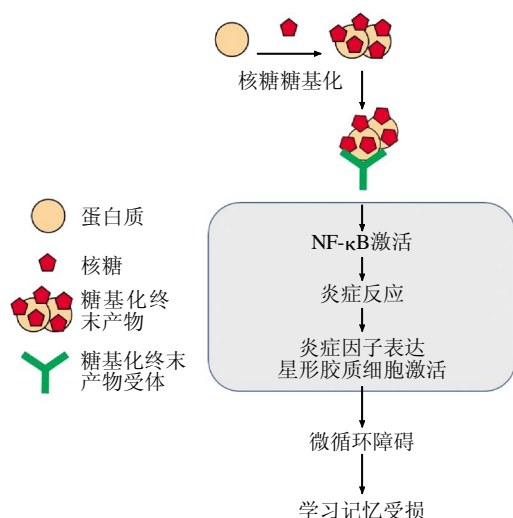 核糖糖基化
NF-κB激活
炎症反应
炎症因子表达
星形胶质细胞激活
微循环障碍
学习记忆受损
蛋白质
核糖
糖基化终
末产物
糖基化终末
产物受体